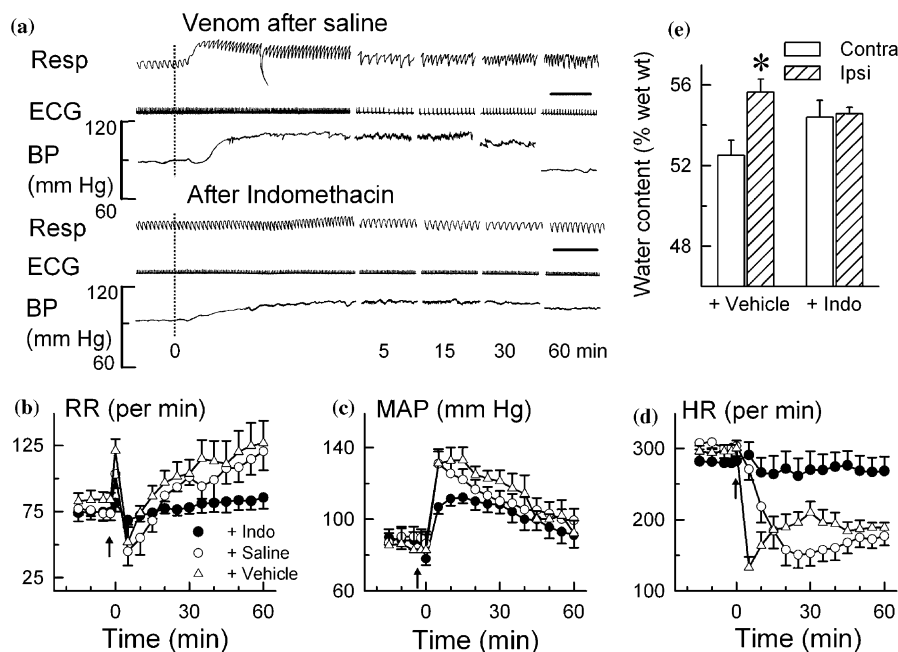 (a)
Venom after saline
Resp
ECG
120
BP
(mm Hg)
60
After Indomethacin
Resp
ECG
120
BP
(mm Hg)
60
0 5 15 30 60 min
(e)
Contra
Ipsi
*
56
52
48
Water content (% wet wt)
+ Vehicle + Indo
(b) RR (per min)
125
75
25
+ Indo
+ Saline
+ Vehicle
0 30 60
Time (min)
(c) MAP (mm Hg)
140
100
60
0 30 60
Time (min)
(d) HR (per min)
300
200
100
0 30 60
Time (min)